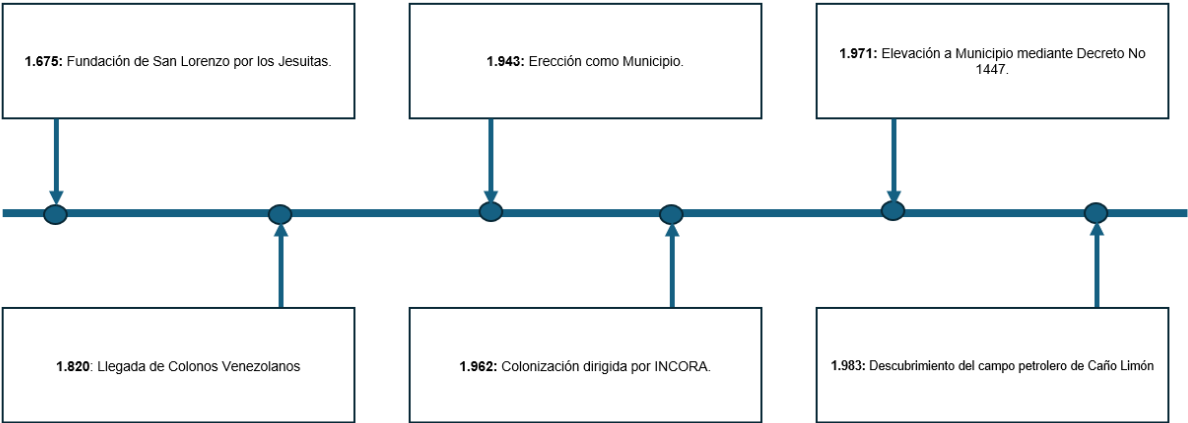 1.675: Fundación de San Lorenzo por los Jesuitas.
1.943: Erección como Municipio.
1.971: Elevación a Municipio mediante Decreto No
1447.
1.820: Llegada de Colonos Venezolanos
1.962: Colonización dirigida por INCORA.
1.983: Descubrimiento del campo petrolero de Caño Limón